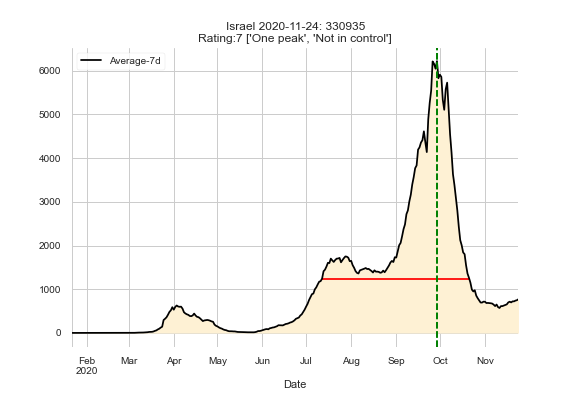 Israel 2020-11-24: 330935
Rating:7 ['One peak', 'Not in control']
Average-7d
6000
5000
4000
3000
2000
1000
0
Feb Mar Apr May Jun Jul Aug Sep Oct Nov
2020
Date